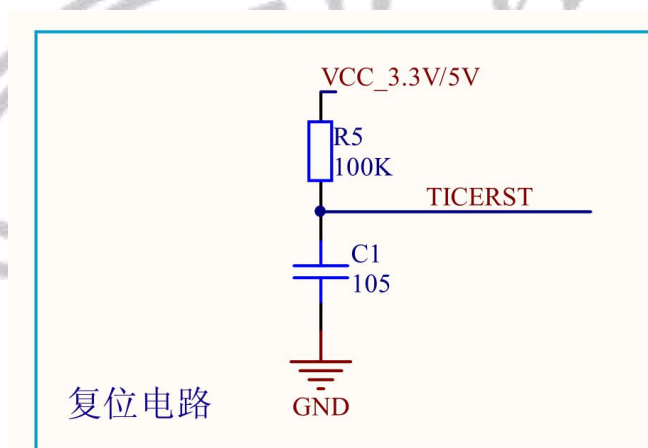 VCC_3.3V/5V
R5
100K
TICERST
C1
105
复位电路
GND